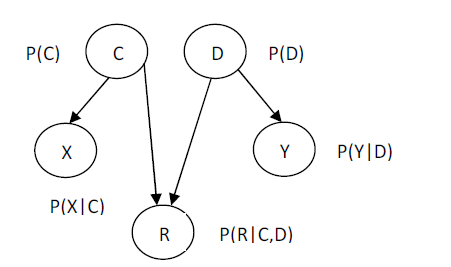 P(C) C D P(D)
X Y P(Y|D)
P(X|C)
R P(R|C,D)